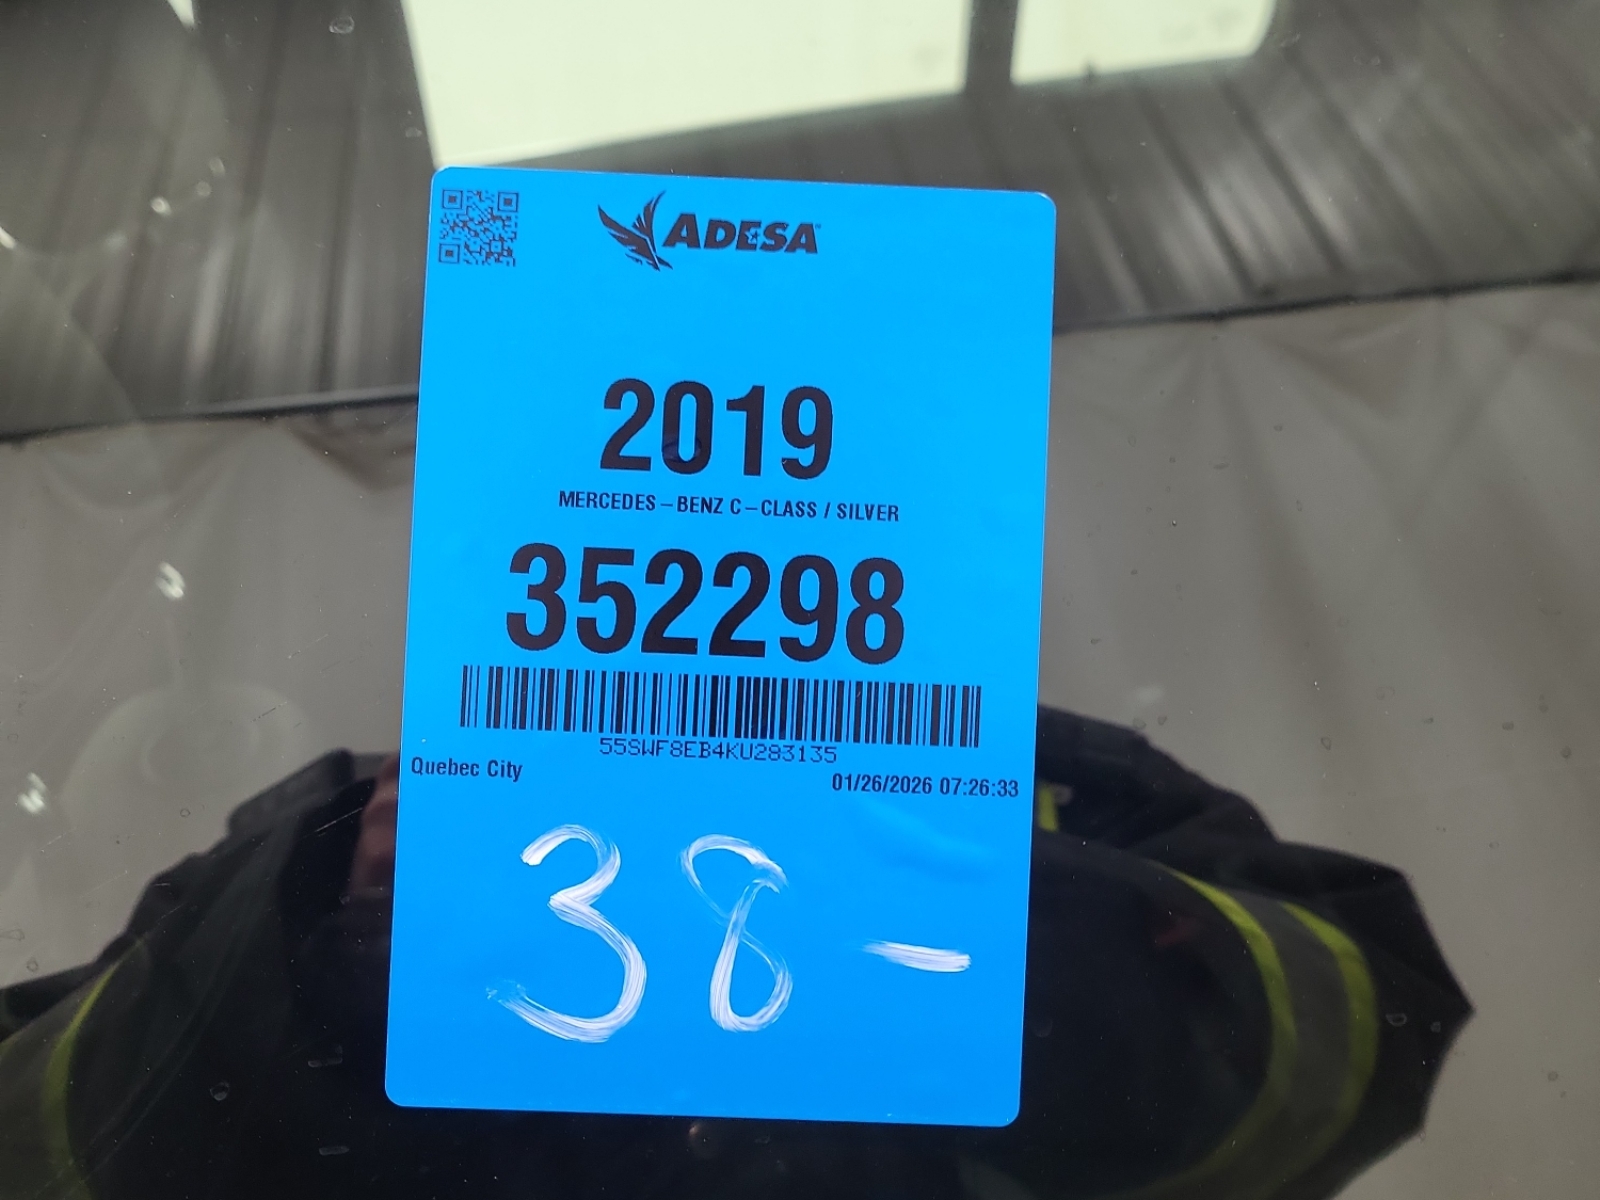 ADESA
2019
MERCEDES-BENZ C-CLASS / SILVER
352298
55SWF8EB4KU283135
Quebec City 01/26/2026 07:26:33
38-